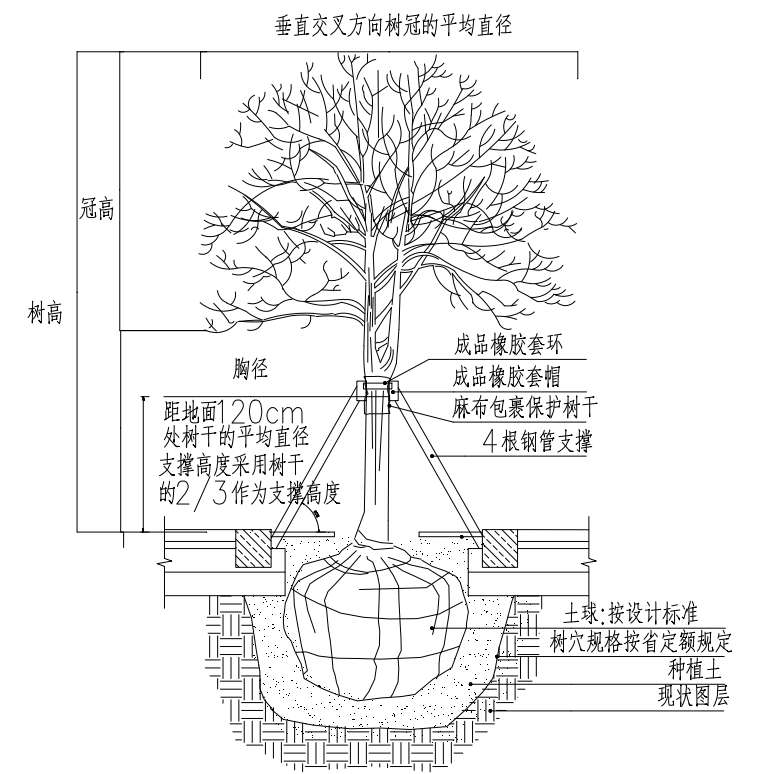 垂直交叉方向树冠的平均直径
冠高
树高
成品橡胶套环
胸径
成品橡胶套帽
距地面120cm
麻布包裹保护树干
处树干的平均直径
4根钢管支撑
支撑高度采用树干
的2/3作为支撑高度
土球:按设计标准
树穴规格按省定额规定
种植土
现状图层